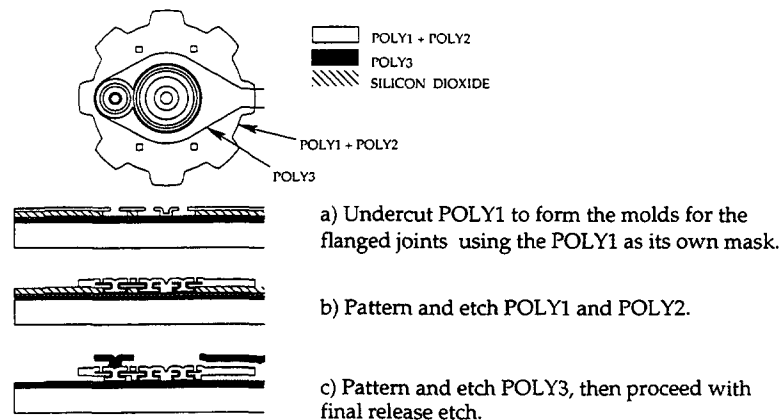 POLY1 + POLY2
POLY3
SILICON DIOXIDE
POLY1 + POLY2
POLY3
a) Undercut POLY1 to form the molds for the
flanged joints using the POLY1 as its own mask.
b) Pattern and etch POLY1 and POLY2.
c) Pattern and etch POLY3, then proceed with
final release etch.